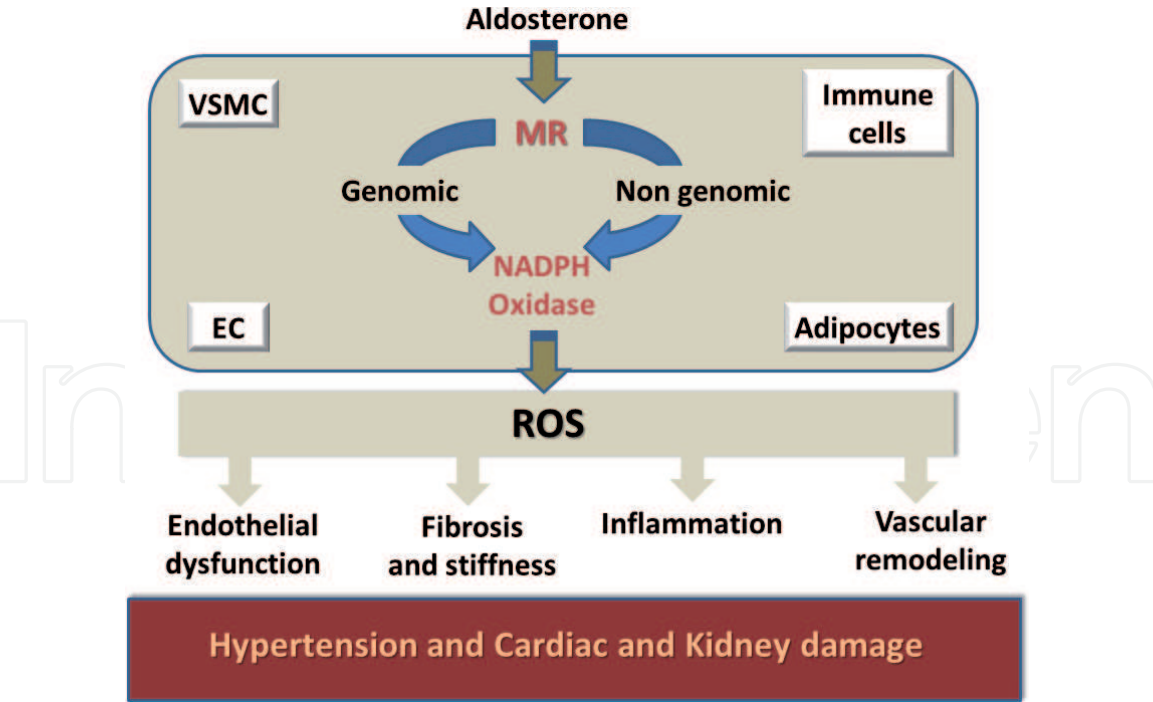 Aldosterone
VSMC
Immune
cells
MR
Genomic
Non genomic
NADPH
Oxidase
EC
Adipocytes
ROS
Endothelial
dysfunction
Fibrosis
and stiffness
Inflammation
Vascular
remodeling
Hypertension and Cardiac and Kidney damage